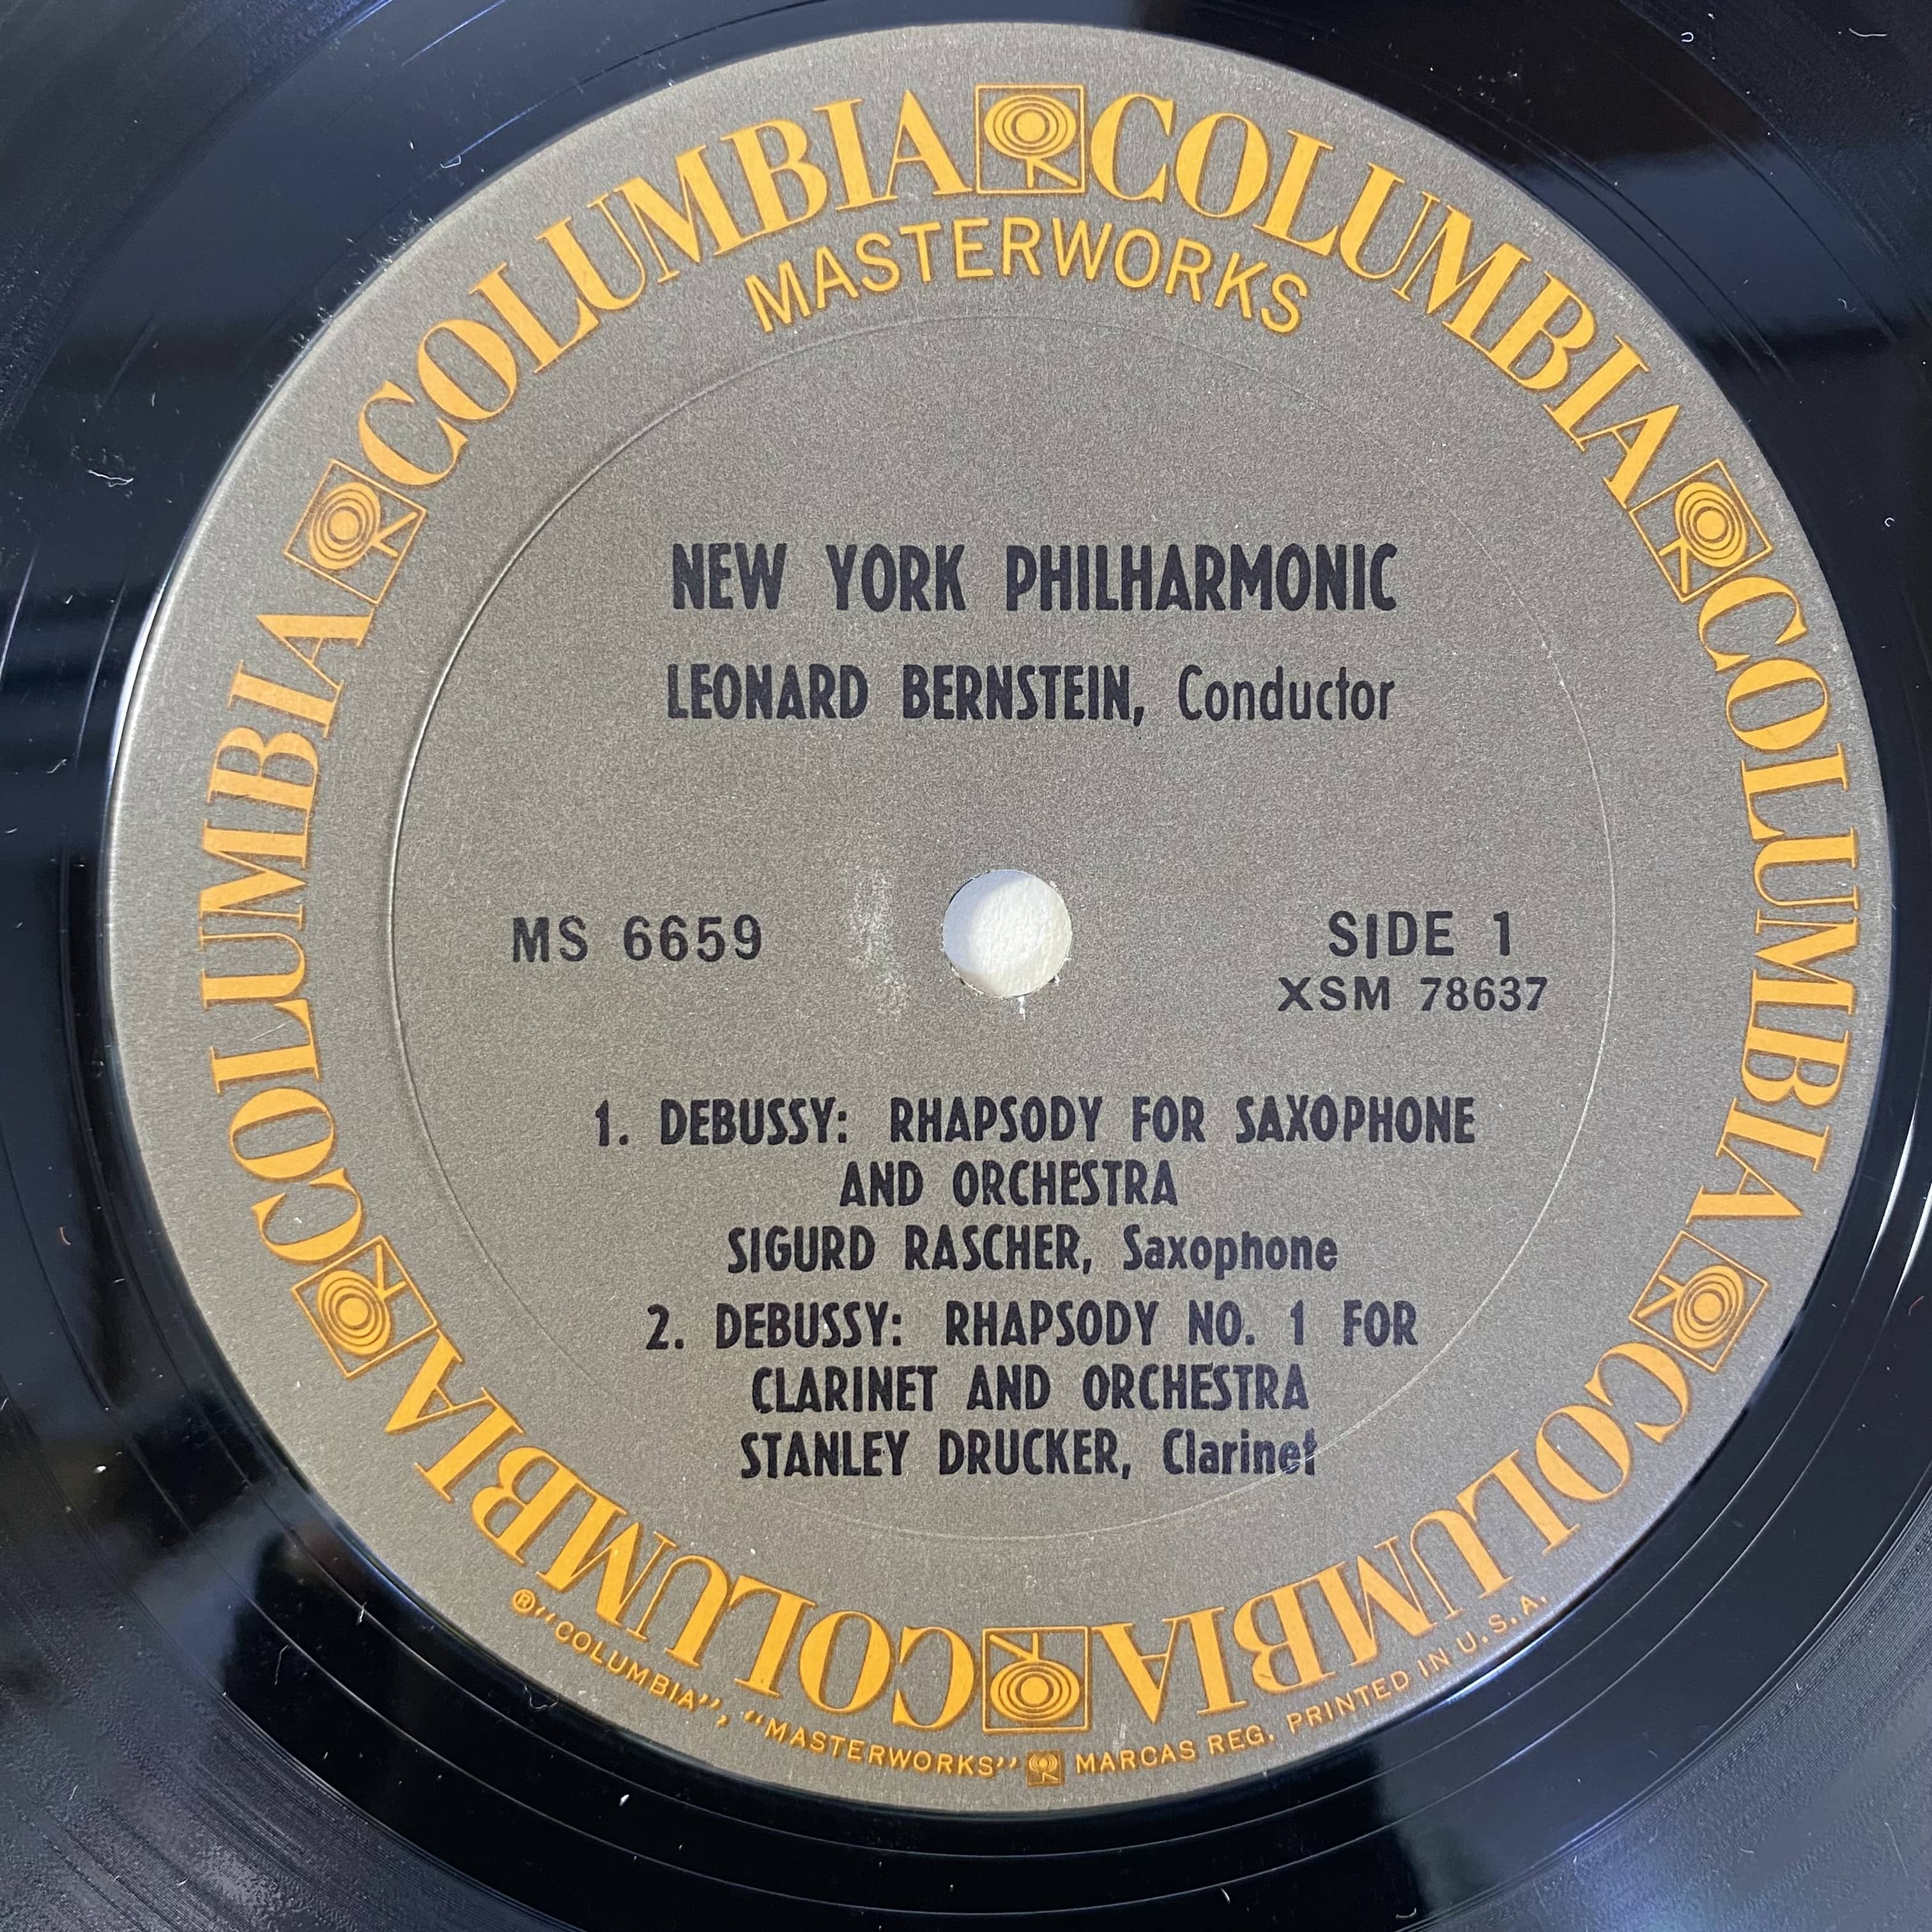 COLUMBIA COLUMBIA COLUMBIA COLUMBIA COLUMBIA COLUMBIA
MASTERWORKS
NEW YORK PHILHARMONIC
LEONARD BERNSTEIN, Conductor
MS 6659
SIDE 1
XSM 78637
1. DEBUSSY: RHAPSODY FOR SAXOPHONE
AND ORCHESTRA
SIGURD RASCHER, Saxophone
2. DEBUSSY: RHAPSODY NO. 1 FOR
CLARINET AND ORCHESTRA
STANLEY DRUCKER, Clarinet
® "COLUMBIA", "MASTERWORKS" MARCAS REG. PRINTED IN U.S.A.